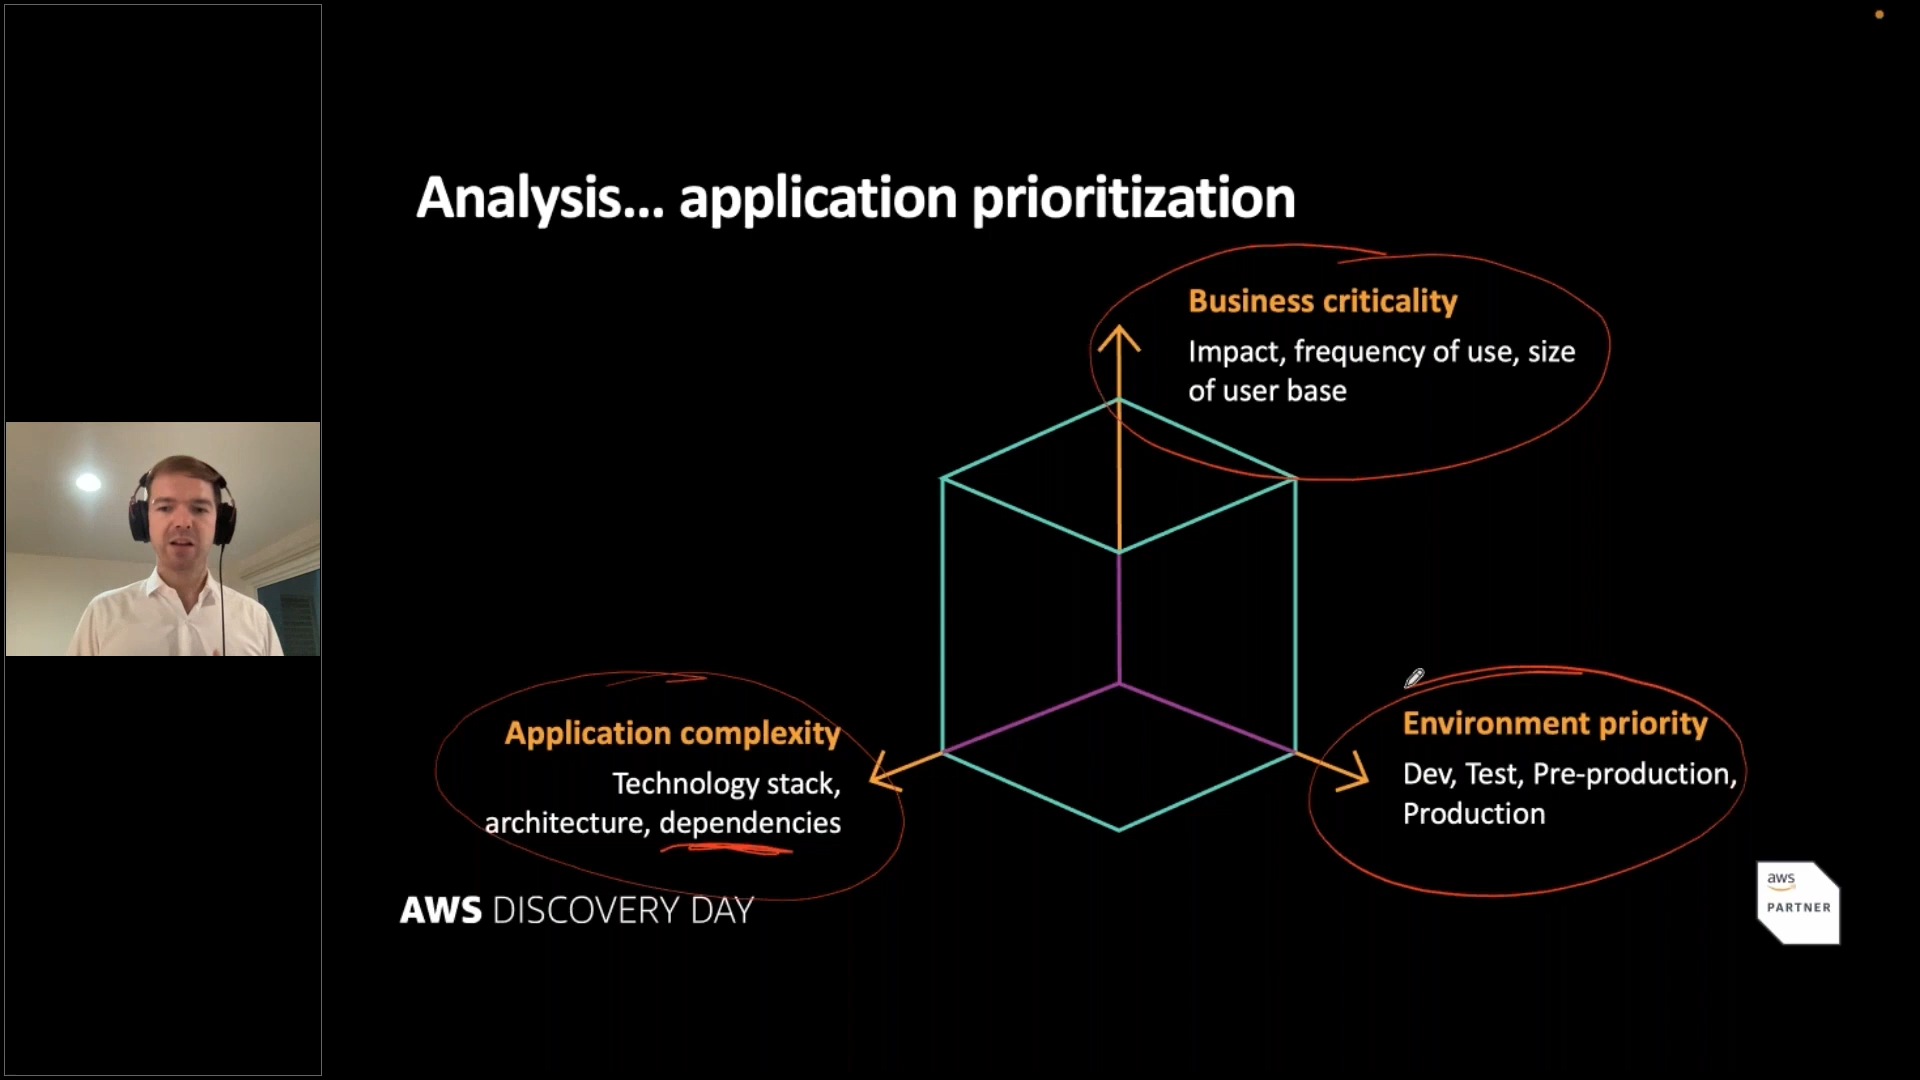 Analysis... application prioritization
Business criticality
Impact, frequency of use, size
of user base
Application complexity
Technology stack,
architecture, dependencies
Environment priority
Dev, Test, Pre-production,
Production
AWS DISCOVERY DAY
aws
PARTNER